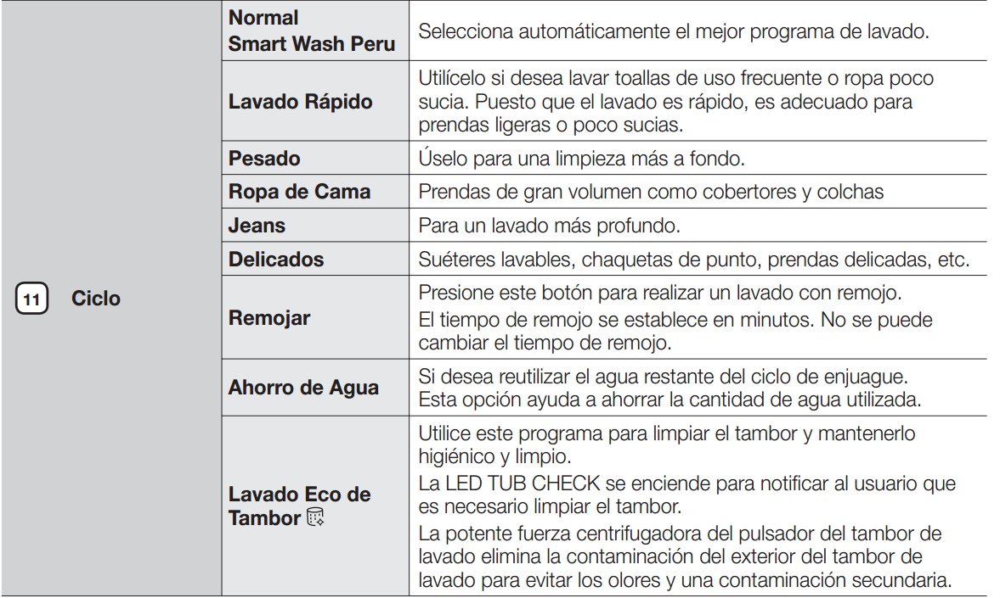 11 Ciclo
Normal
Smart Wash Peru
Selecciona automáticamente el mejor programa de lavado.
Lavado Rápido
Utilícelo si desea lavar toallas de uso frecuente o ropa poco
sucia. Puesto que el lavado es rápido, es adecuado para
prendas ligeras o poco sucias.
Pesado
Úselo para una limpieza más a fondo.
Ropa de Cama
Prendas de gran volumen como cobertores y colchas
Jeans
Para un lavado más profundo.
Delicados
Suéteres lavables, chaquetas de punto, prendas delicadas, etc.
Remojar
Presione este botón para realizar un lavado con remojo.
El tiempo de remojo se establece en minutos. No se puede
cambiar el tiempo de remojo.
Ahorro de Agua
Si desea reutilizar el agua restante del ciclo de enjuague.
Esta opción ayuda a ahorrar la cantidad de agua utilizada.
Lavado Eco de
Tambor
Utilice este programa para limpiar el tambor y mantenerlo
higiénico y limpio.
La LED TUB CHECK se enciende para notificar al usuario que
es necesario limpiar el tambor.
La potente fuerza centrifugadora del pulsador del tambor de
lavado elimina la contaminación del exterior del tambor de
lavado para evitar los olores y una contaminación secundaria.